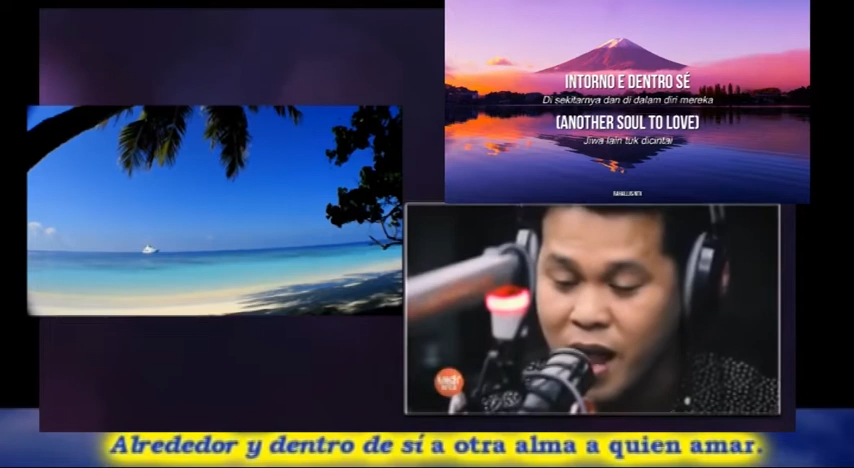 INTORNO E DENTRO SÉ
Di sekitarnya dan di dalam diri mereka
(ANOTHER SOUL TO LOVE)
Jiwa lain tuk dicintai
Alrededor y dentro de sí a otra alma a quien amar.